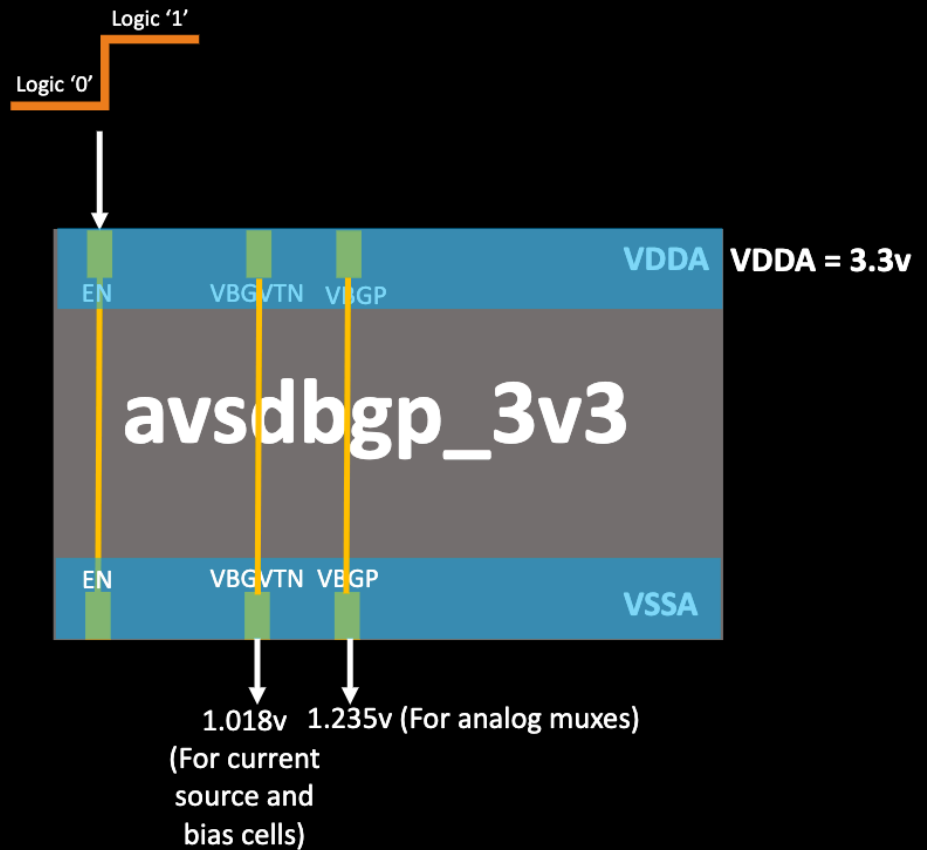 Logic ‘1’
Logic ‘0’
VDDA VDDA = 3.3v
EN VBGVTN VBGP
avsdbgp_3v3
EN VBGVTN VBGP
VSSA
1.018v 1.235v (For analog muxes)
(For current
source and
bias cells)